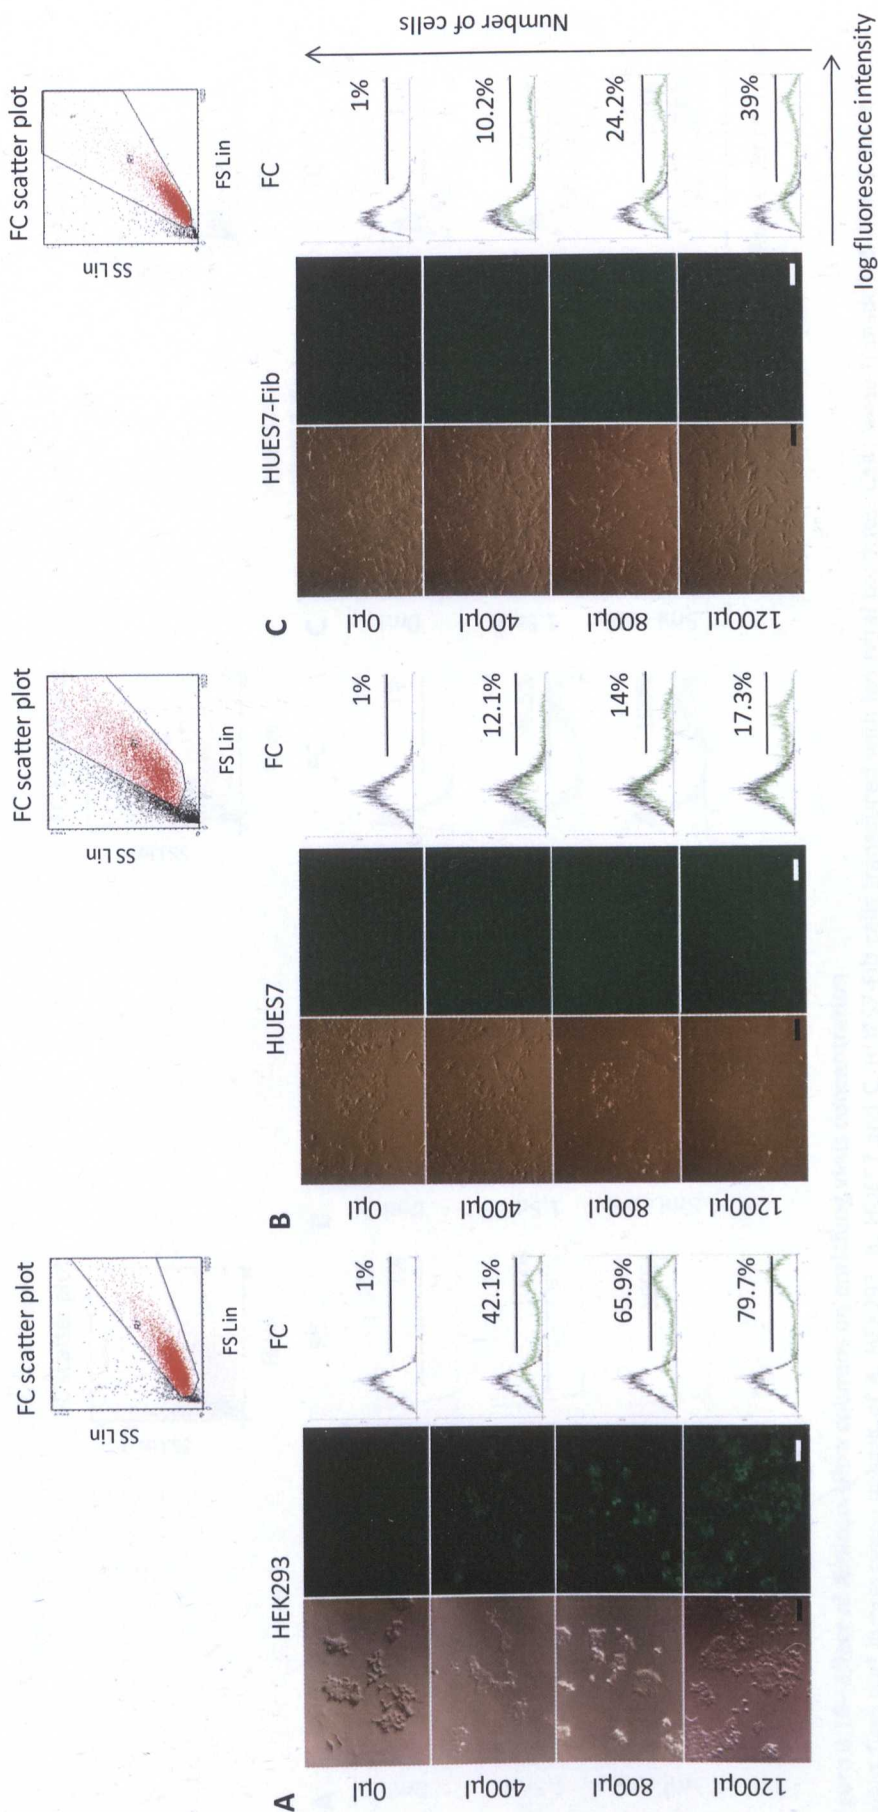 A
HEK293
FC scatter plot
SS Lin
FS Lin
FC
0µl
1%
400µl
42.1%
800µl
65.9%
1200µl
79.7%
B
HUES7
FC scatter plot
SS Lin
FS Lin
FC
0µl
1%
400µl
12.1%
800µl
14%
1200µl
17.3%
C
HUES7-Fib
FC scatter plot
SS Lin
FS Lin
FC
0µl
1%
400µl
10.2%
800µl
24.2%
1200µl
39%
Number of cells
log fluorescence intensity